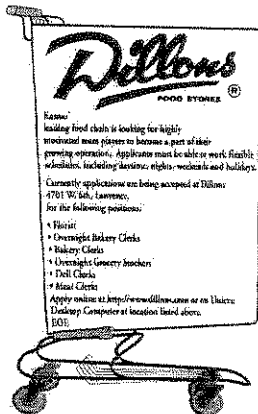 Dillons
FOOD STORES
®
Kansas'
leading food chain is looking for highly
motivated team players to become a part of their
growing operation. Applicants must be able to work flexible
schedules, including daytime, nights, weekends and holidays.
Currently applications are being accepted at Dillons
4701 W. 6th, Lawrence,
for the following positions:
• Florist
• Overnight Bakery Clerks
• Bakery Clerks
• Overnight Grocery Stockers
• Deli Clerks
• Meat Clerks
Apply online at http://www.dillons.com or on Unicru
Desktop Computer at location listed above.
EOE